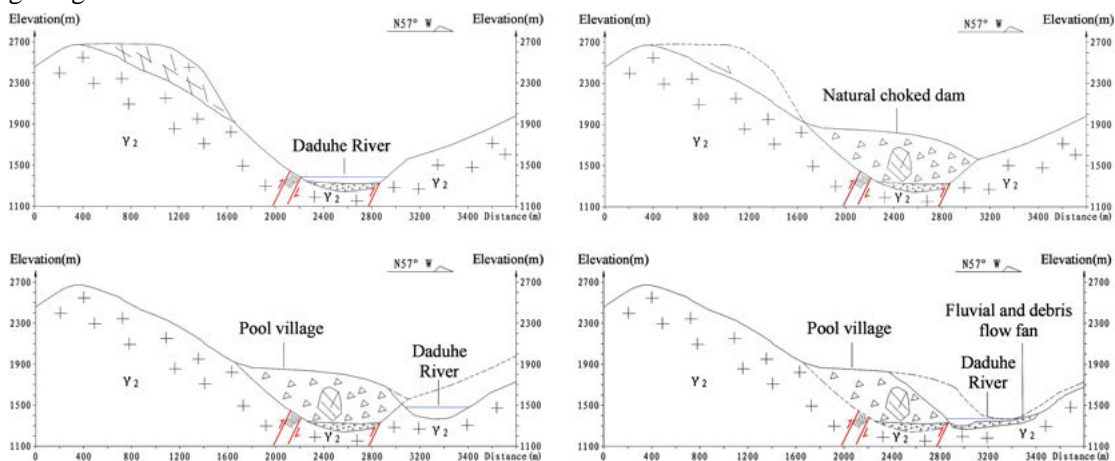 Elevation(m) N57° W Elevation(m)
2700 2700
2300 2300
γ2
1900 1900
Daduhe River
1500 γ2 1500
γ2
1100 1100
0 400 800 1200 1600 2000 2400 2800 3200 3400 Distance(m)
Elevation(m) N57° W Elevation(m)
2700 2700
2300 2300
Natural choked dam
γ2
1900 1900
1500 γ2 1500
γ2
1100 1100
0 400 800 1200 1600 2000 2400 2800 3200 3400 Distance(m)
Elevation(m) N57° W Elevation(m)
2700 2700
2300 2300
Pool village
Daduhe
River
γ2
1900 1900
1500 1500
γ2 γ2
1100 1100
0 400 800 1200 1600 2000 2400 2800 3200 3400 Distance(m)
Elevation(m) N57° W Elevation(m)
2700 2700
Fluvial and debris
flow fan
2300 2300
Pool village
Daduhe
River
γ2
1900 1900
1500 1500
γ2 γ2
1100 1100
0 400 800 1200 1600 2000 2400 2800 3200 3400 Distance(m)